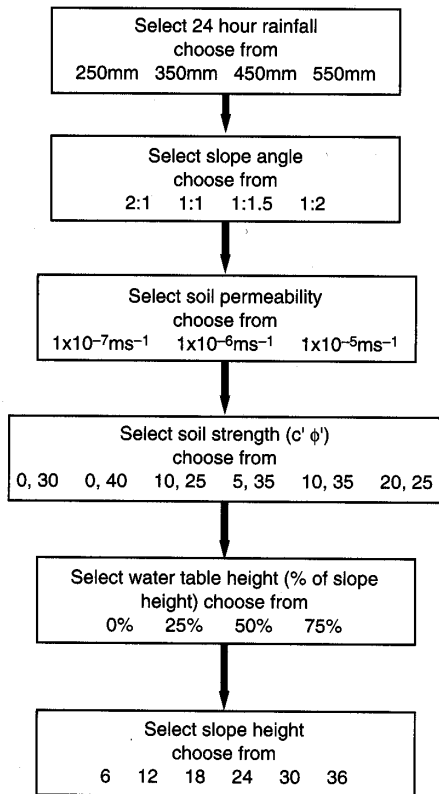 Select 24 hour rainfall
choose from
250mm 350mm 450mm 550mm
Select slope angle
choose from
2:1 1:1 1:1.5 1:2
Select soil permeability
choose from
1x10⁻⁷ms⁻¹ 1x10⁻⁶ms⁻¹ 1x10⁻⁵ms⁻¹
Select soil strength (c' ϕ')
choose from
0, 30 0, 40 10, 25 5, 35 10, 35 20, 25
Select water table height (% of slope
height) choose from
0% 25% 50% 75%
Select slope height
choose from
6 12 18 24 30 36